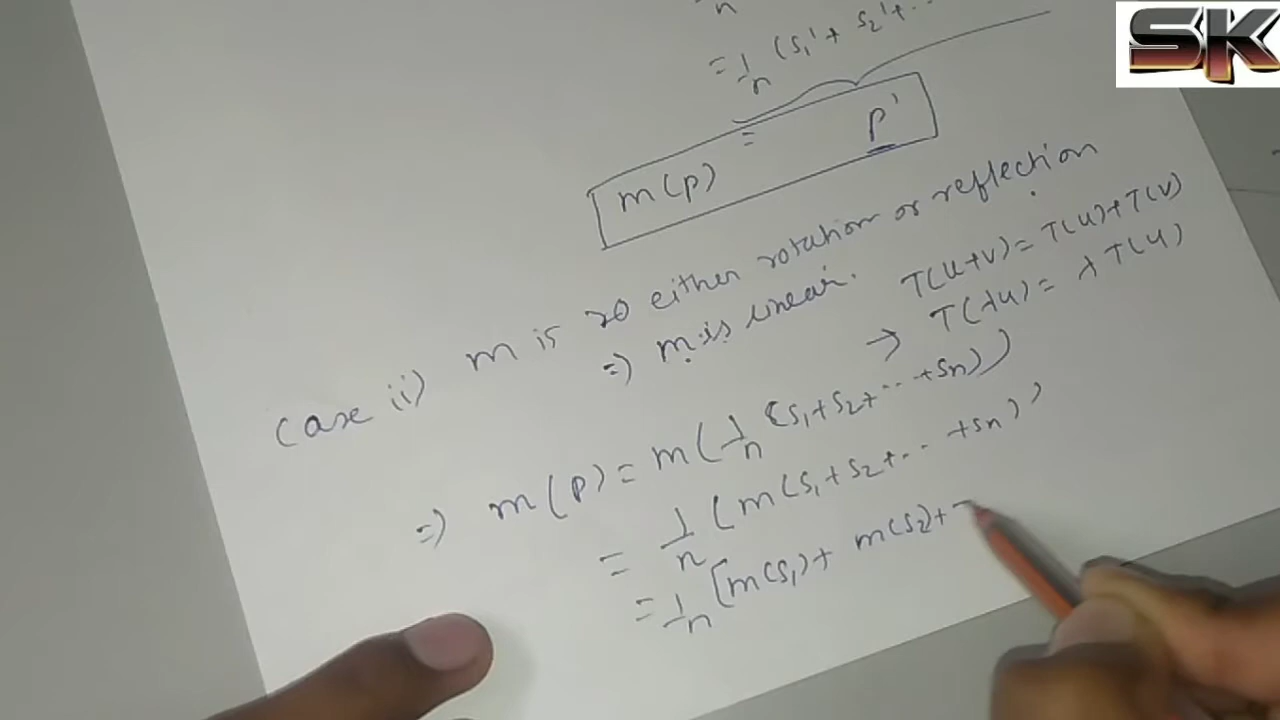 SK
n
= 1/n (s₁' + s₂' + ..
m(p) = p'
Case ii) m is either rotation or reflection
=) m is linear. T(u+v) = T(u)+T(v)
→ T(λu) = λ T(u)
=) m(p) = m(1/n (s₁+s₂+ ... +sn))
= 1/n (m(s₁+s₂+... +sn))
= 1/n [m(s₁)+ m(s₂)+